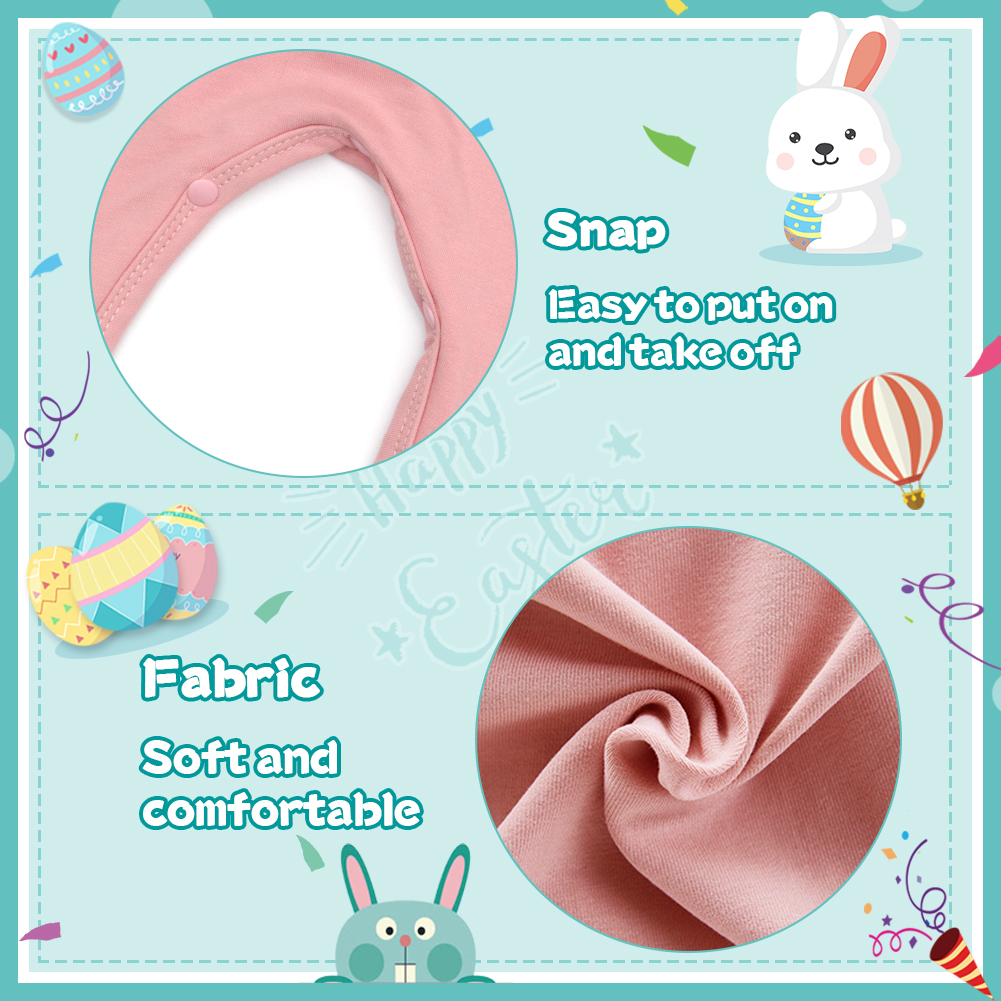 Snap
Easy to put on
and take off
Happy
Easter
Fabric
Soft and
comfortable